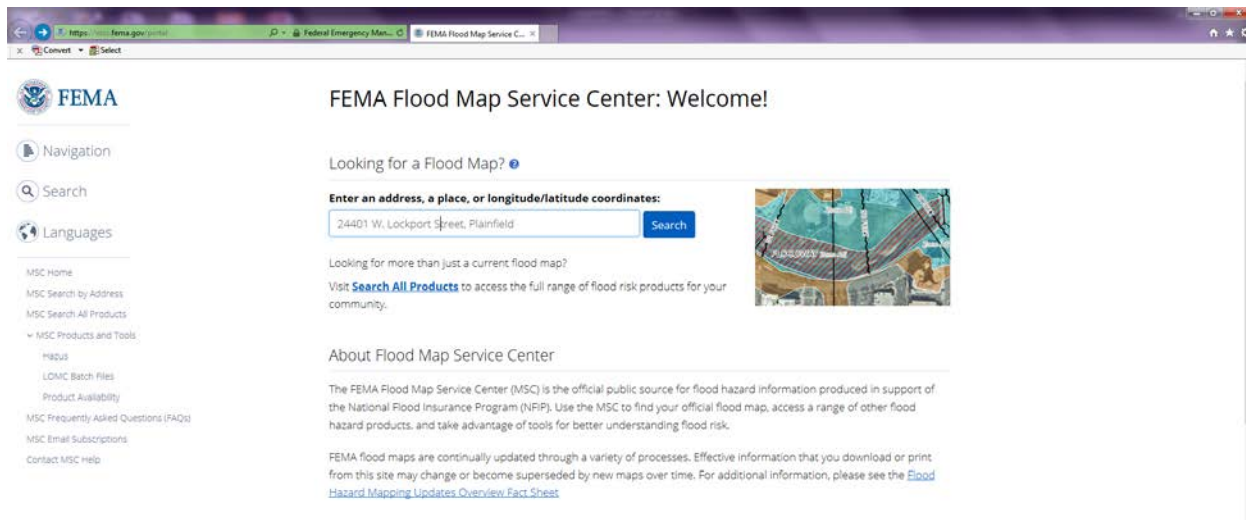 https://msc.fema.gov/portal
Federal Emergency Man...
FEMA Flood Map Service C...
x Convert Select
FEMA
Navigation
Search
Languages
MSC Home
MSC Search by Address
MSC Search All Products
MSC Products and Tools
Hazus
LOMC Batch Files
Product Availability
MSC Frequently Asked Questions (FAQs)
MSC Email Subscriptions
Contact MSC Help
FEMA Flood Map Service Center: Welcome!
Looking for a Flood Map?
Enter an address, a place, or longitude/latitude coordinates:
24401 W. Lockport Street, Plainfield
Search
Looking for more than just a current flood map?
Visit Search All Products to access the full range of flood risk products for your
community.
FLOODWAY
About Flood Map Service Center
The FEMA Flood Map Service Center (MSC) is the official public source for flood hazard information produced in support of
the National Flood Insurance Program (NFIP). Use the MSC to find your official flood map, access a range of other flood
hazard products, and take advantage of tools for better understanding flood risk.
FEMA flood maps are continually updated through a variety of processes. Effective information that you download or print
from this site may change or become superseded by new maps over time. For additional information, please see the Flood
Hazard Mapping Updates Overview Fact Sheet